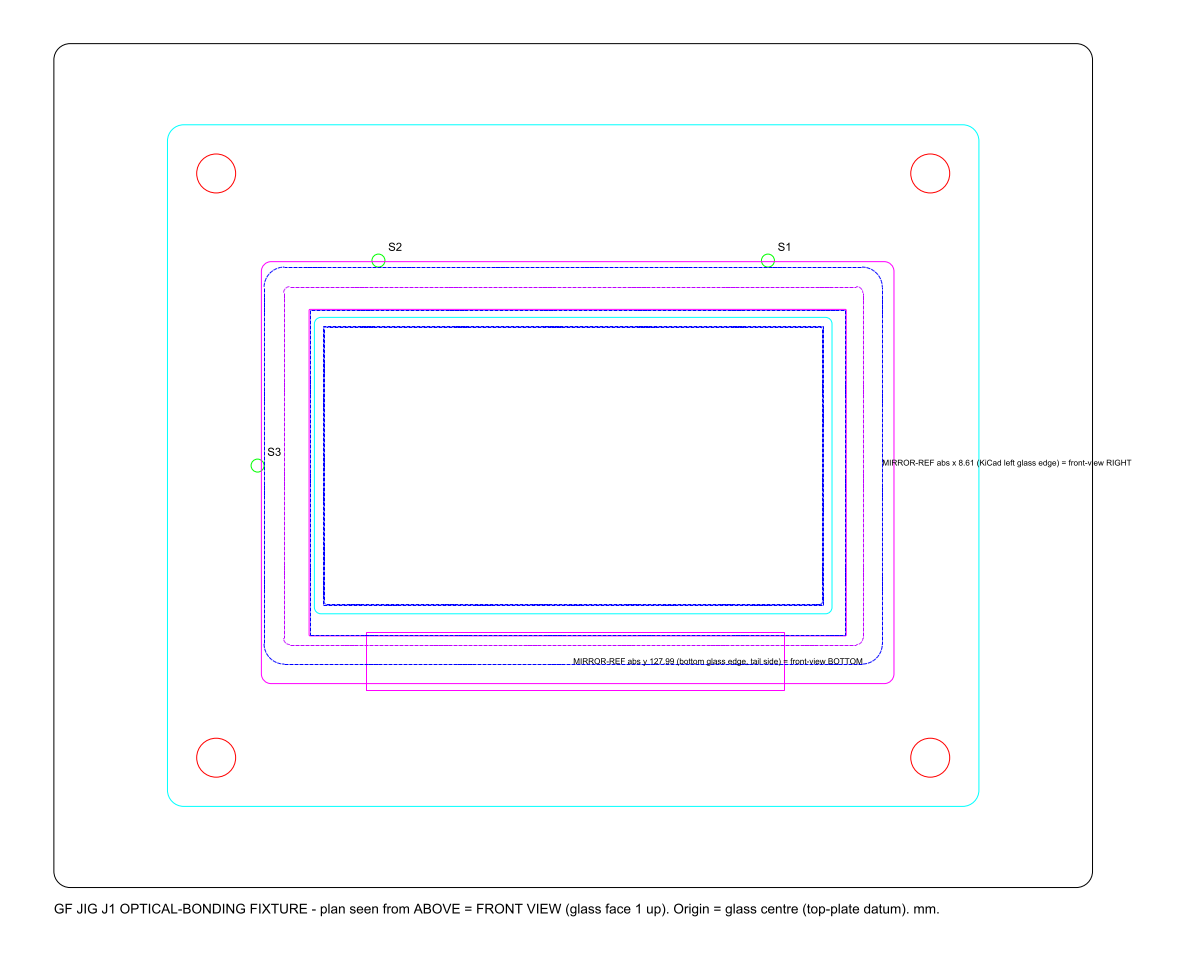 S2
S1
S3
MIRROR-REF abs x 8.61 (KiCad left glass edge) = front-view RIGHT
MIRROR-REF abs y 127.99 (bottom glass edge, tail side) = front-view BOTTOM
GF JIG J1 OPTICAL-BONDING FIXTURE - plan seen from ABOVE = FRONT VIEW (glass face 1 up). Origin = glass centre (top-plate datum). mm.